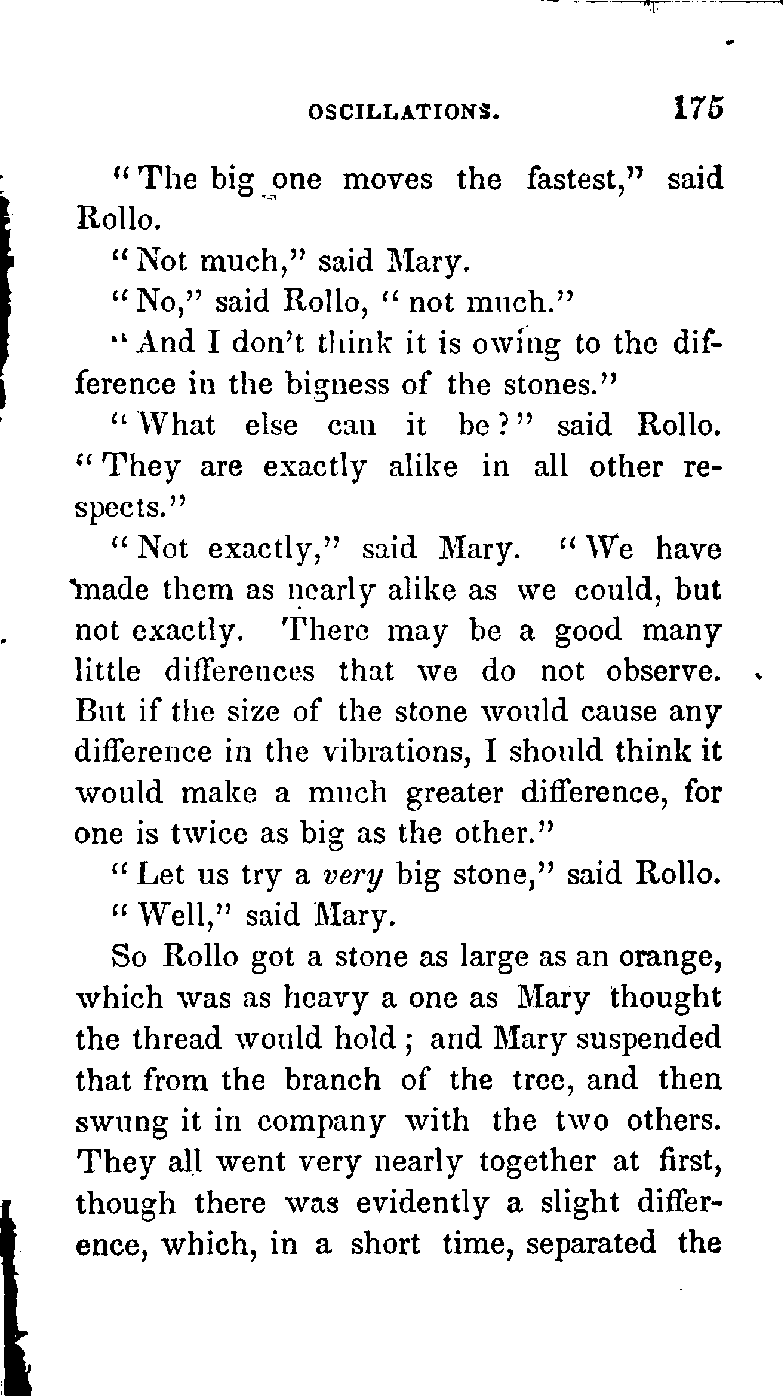 OSCILLATIONS. 175
“The big one moves the fastest,” said
Rollo.
“Not much,” said Mary.
“No,” said Rollo, “not much.”
“And I don’t think it is owing to the dif-
ference in the bigness of the stones.”
“What else can it be?” said Rollo.
“They are exactly alike in all other re-
spects.”
“Not exactly,” said Mary. “We have
made them as nearly alike as we could, but
not exactly. There may be a good many
little differences that we do not observe.
But if the size of the stone would cause any
difference in the vibrations, I should think it
would make a much greater difference, for
one is twice as big as the other.”
“Let us try a very big stone,” said Rollo.
“Well,” said Mary.
So Rollo got a stone as large as an orange,
which was as heavy a one as Mary thought
the thread would hold; and Mary suspended
that from the branch of the tree, and then
swung it in company with the two others.
They all went very nearly together at first,
though there was evidently a slight differ-
ence, which, in a short time, separated the